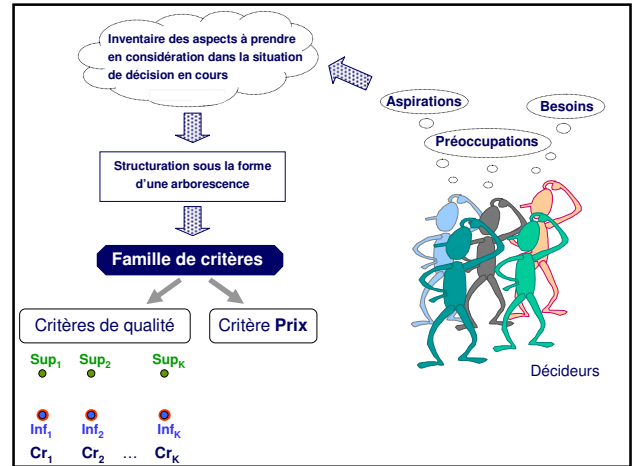 Inventaire des aspects à prendre
en considération dans la situation
de décision en cours
Aspirations
Besoins
Préoccupations
Structuration sous la forme
d'une arborescence
Famille de critères
Critères de qualité
Critère Prix
Sup1 Sup2 SupK
Décideurs
Inf1 Inf2 InfK
Cr1 Cr2 … CrK